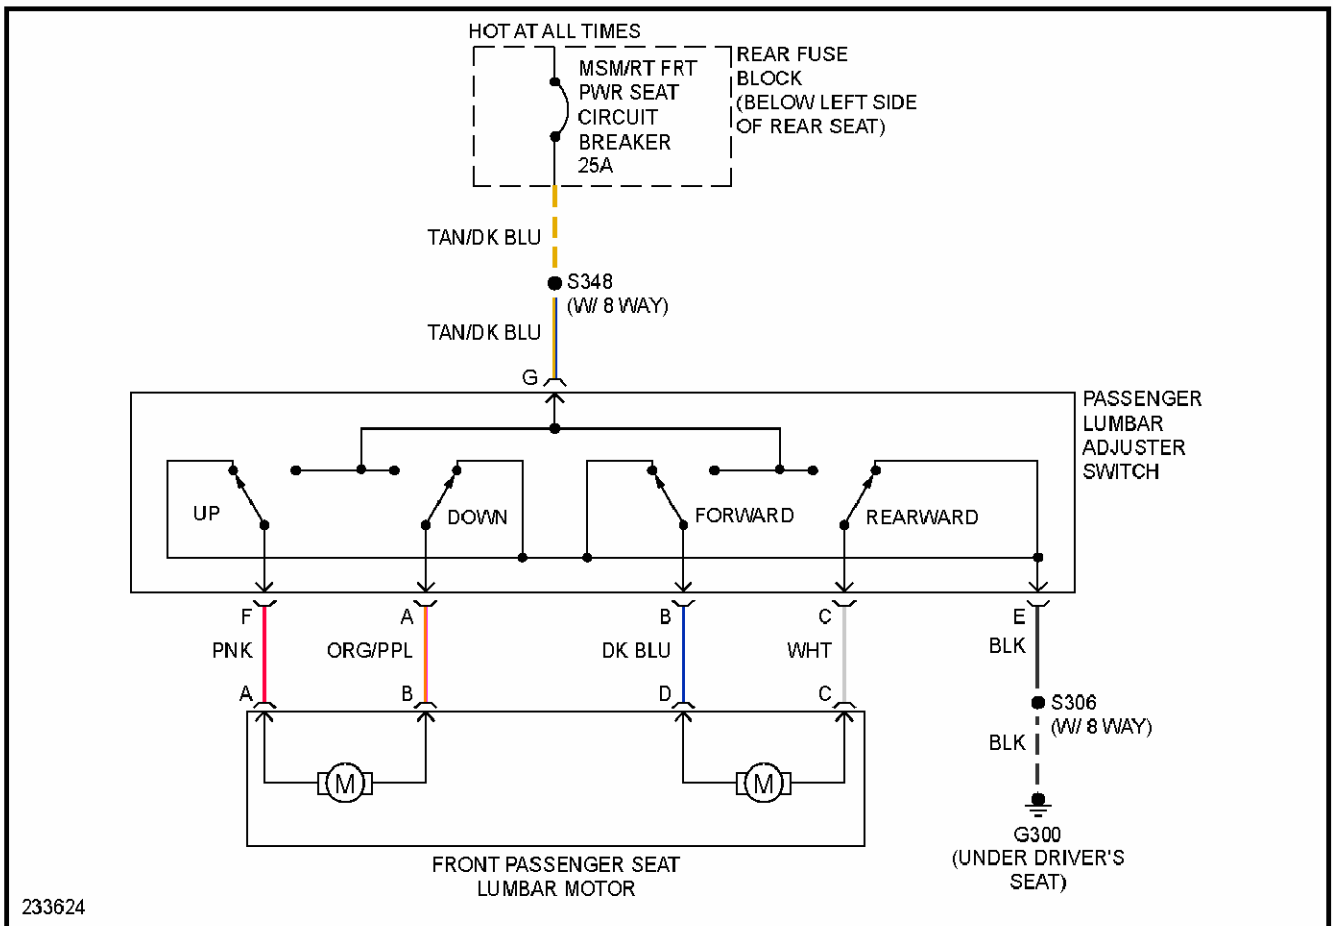 HOT AT ALL TIMES
MSM/RT FRT
PWR SEAT
CIRCUIT
BREAKER
25A
REAR FUSE
BLOCK
(BELOW LEFT SIDE
OF REAR SEAT)
TAN/DK BLU
S348
(W/ 8 WAY)
TAN/DK BLU
G
PASSENGER
LUMBAR
ADJUSTER
SWITCH
UP
DOWN
FORWARD
REARWARD
F
A
B
C
E
PNK
ORG/PPL
DK BLU
WHT
BLK
A
B
D
C
S306
(W/ 8 WAY)
BLK
M
M
G300
(UNDER DRIVER'S
SEAT)
FRONT PASSENGER SEAT
LUMBAR MOTOR
233624